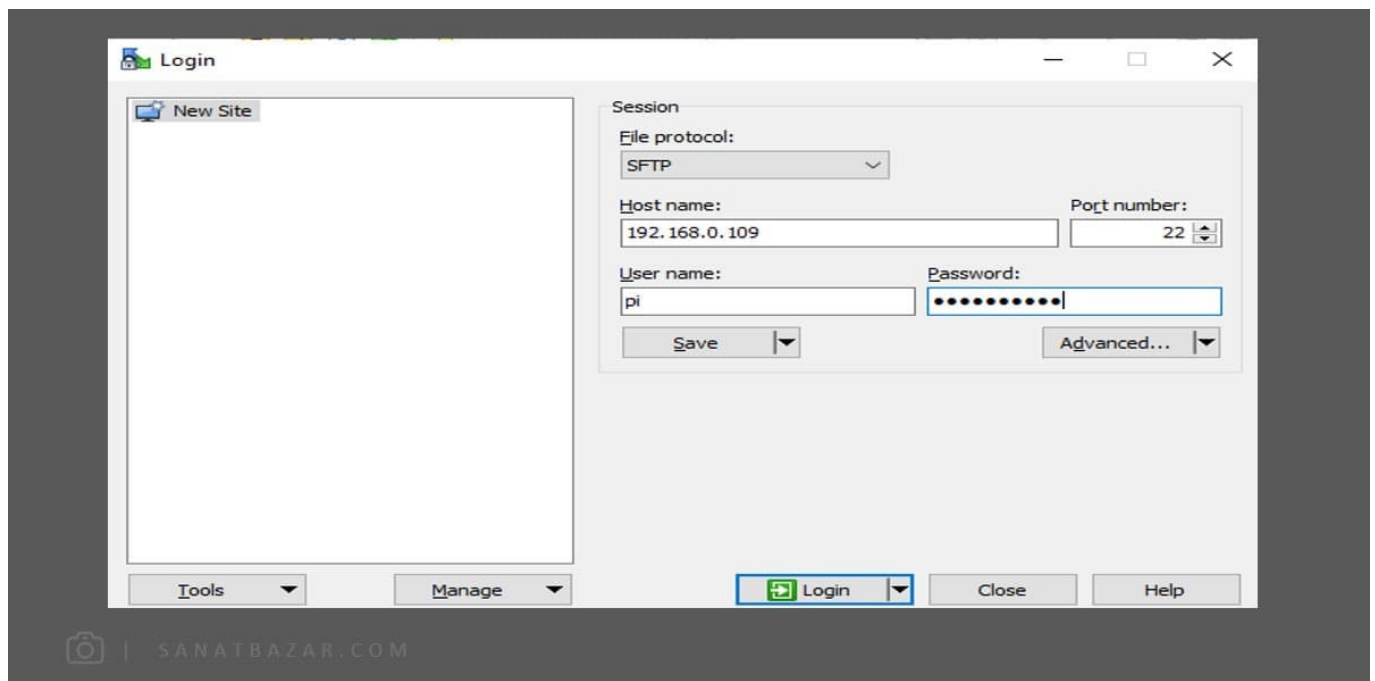 Login
New Site
Session
File protocol:
SFTP
Host name:
Port number:
192.168.0.109
22
User name:
Password:
pi
••••••••••
Save
Advanced...
Tools
Manage
Login
Close
Help
| SANATBAZAR.COM